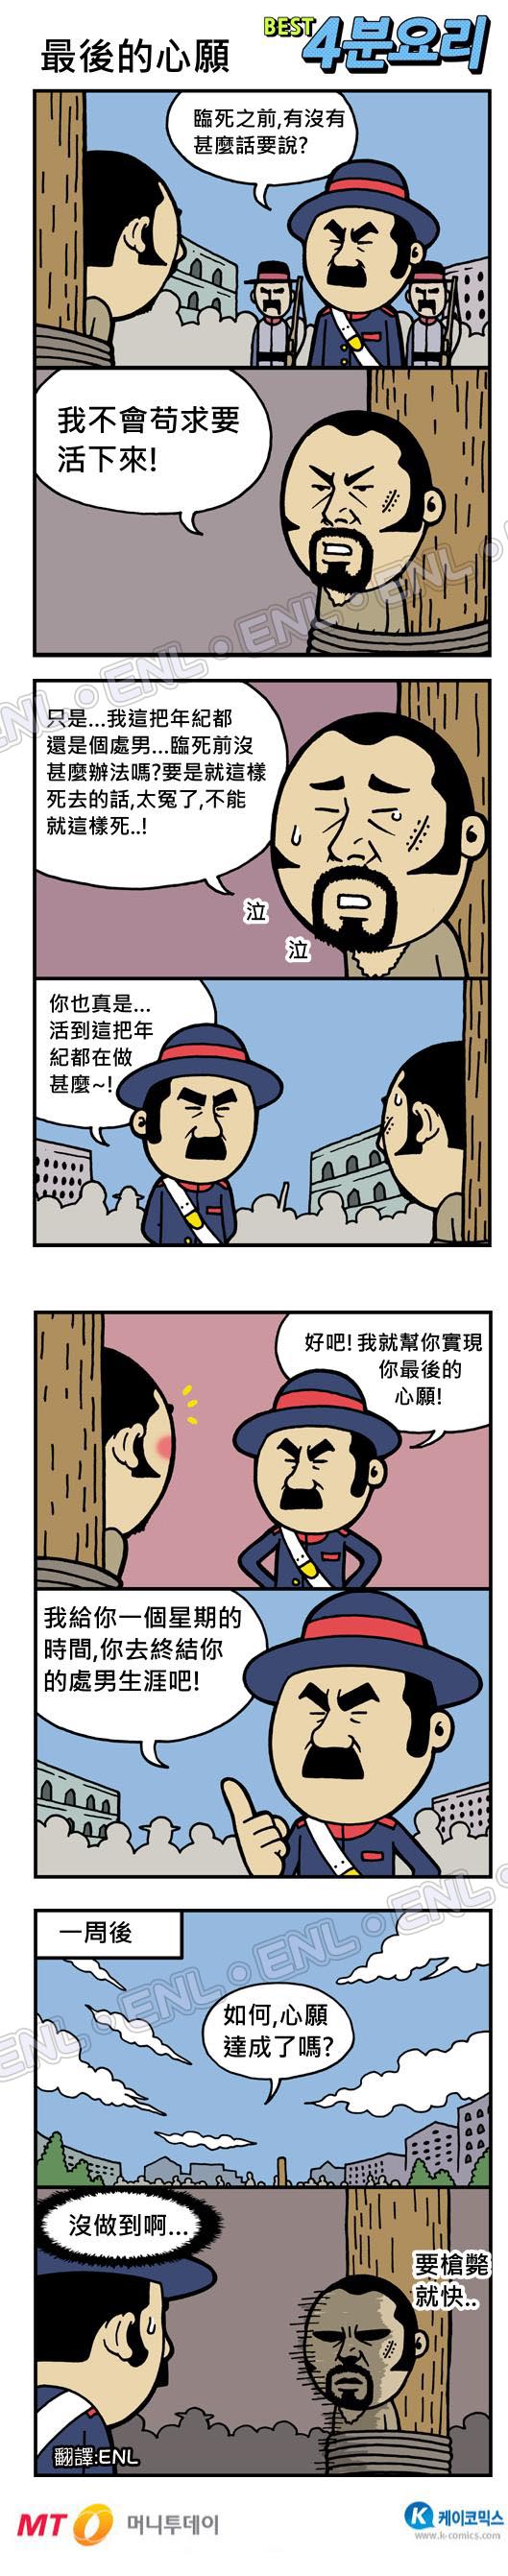 BEST
4분요리
最後的心願
臨死之前,有沒有
甚麼話要說?
我不會苟求要
活下來!
ENL • ENL • ENL • ENL •
只是...我這把年紀都
還是個處男...臨死前沒
甚麼辦法嗎?要是就這樣
死去的話,太冤了,不能
就這樣死..!
泣
泣
你也真是...
活到這把年
紀都在做
甚麼~!
好吧! 我就幫你實現
你最後的
心願!
我給你一個星期的
時間,你去終結你
的處男生涯吧!
一周後
ENL • ENL • ENL • ENL •
如何,心願
達成了嗎?
沒做到啊...
要槍斃
就快..
翻譯:ENL
MT 머니투데이
K 케이코믹스
www.k-comics.com